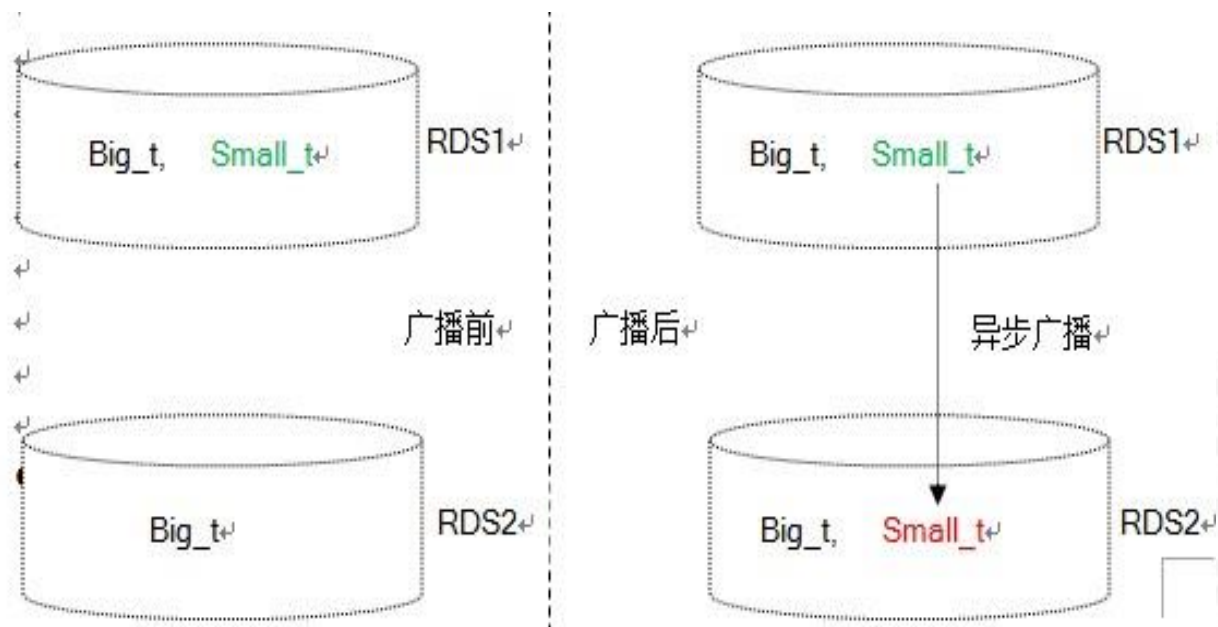 Big_t, Small_t↵ RDS1↵
Big_t, Small_t↵ RDS1↵
广播前↵
广播后↵
异步广播↵
Big_t↵ RDS2↵
Big_t, Small_t↵ RDS2↵